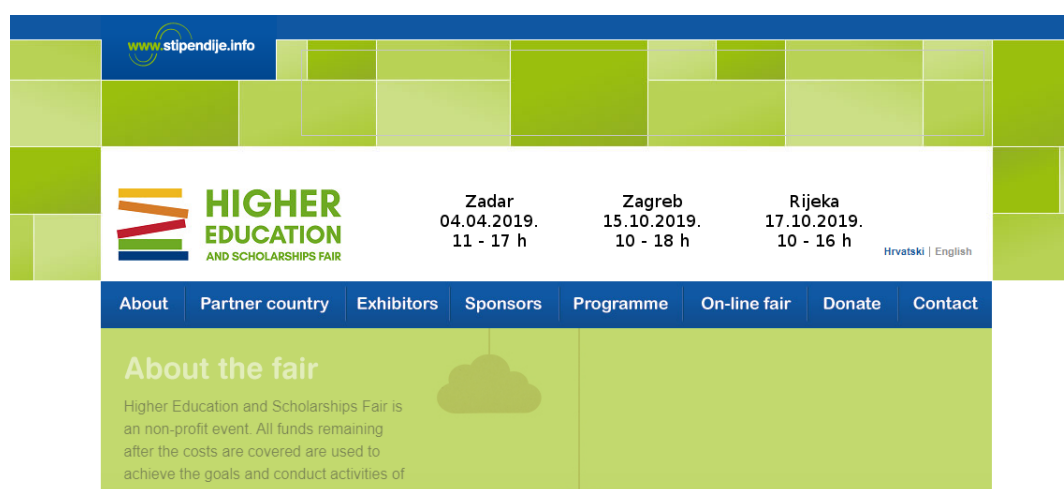 www.stipendije.info
HIGHER
EDUCATION
AND SCHOLARSHIPS FAIR
Zadar
04.04.2019.
11 - 17 h
Zagreb
15.10.2019.
10 - 18 h
Rijeka
17.10.2019.
10 - 16 h
Hrvatski | English
About Partner country Exhibitors Sponsors Programme On-line fair Donate Contact
About the fair
Higher Education and Scholarships Fair is
an non-profit event. All funds remaining
after the costs are covered are used to
achieve the goals and conduct activities of